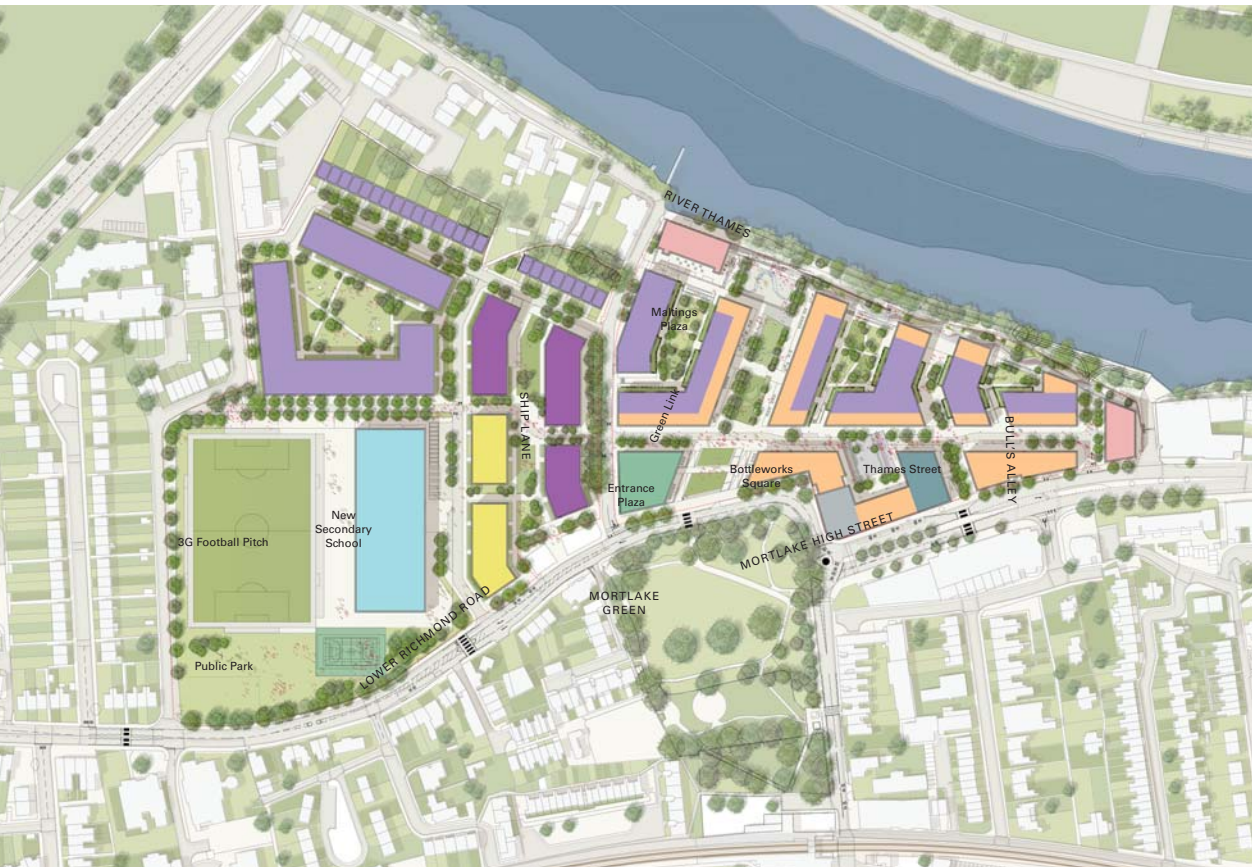 RIVER THAMES
Maltings
Plaza
SHIP LANE
Green Link
BULL'S ALLEY
Bottleworks
Square
Thames Street
Entrance
Plaza
New
Secondary
School
3G Football Pitch
MORTLAKE HIGH STREET
MORTLAKE
GREEN
LOWER RICHMOND ROAD
Public Park